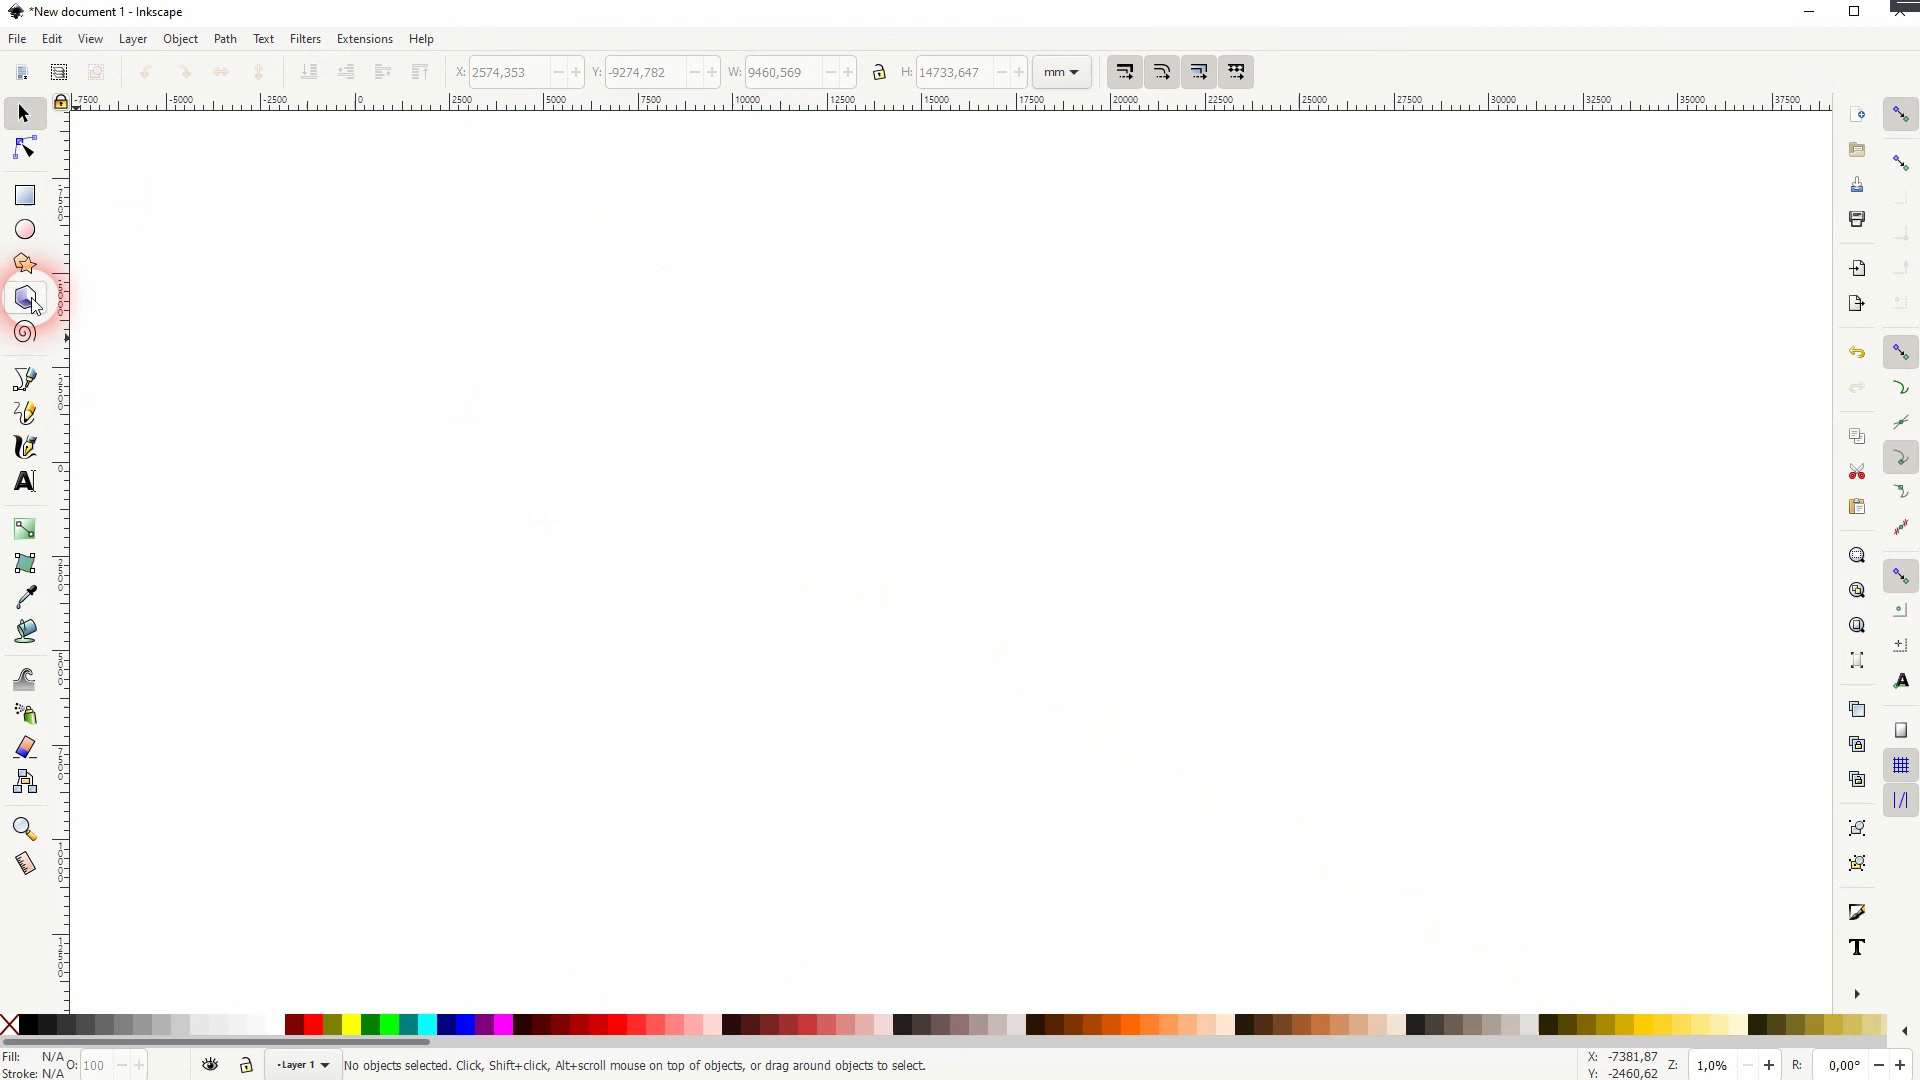 *New document 1 - Inkscape
File Edit View Layer Object Path Text Filters Extensions Help
X: 2574,353 Y: -9274,782 W: 9460,569 H: 14733,647 mm
-7500 -5000 -2500 0 2500 5000 7500 10000 12500 15000 17500 20000 22500 25000 27500 30000 32500 35000 37500
Fill: N/A O: 100 -Layer 1 No objects selected. Click, Shift+click, Alt+scroll mouse on top of objects, or drag around objects to select. X: -7381,87 Z: 1,0% R: 0,00°
Stroke: N/A Y: -2460,62